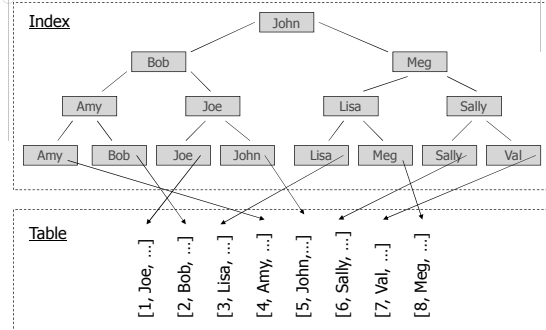 Index
John
Bob Meg
Amy Joe Lisa Sally
Amy Bob Joe John Lisa Meg Sally Val
Table
[1, Joe, ...]
[2, Bob, ...]
[3, Lisa, ...]
[4, Amy, ...]
[5, John,...]
[6, Sally, ...]
[7, Val, ...]
[8, Meg, ...]